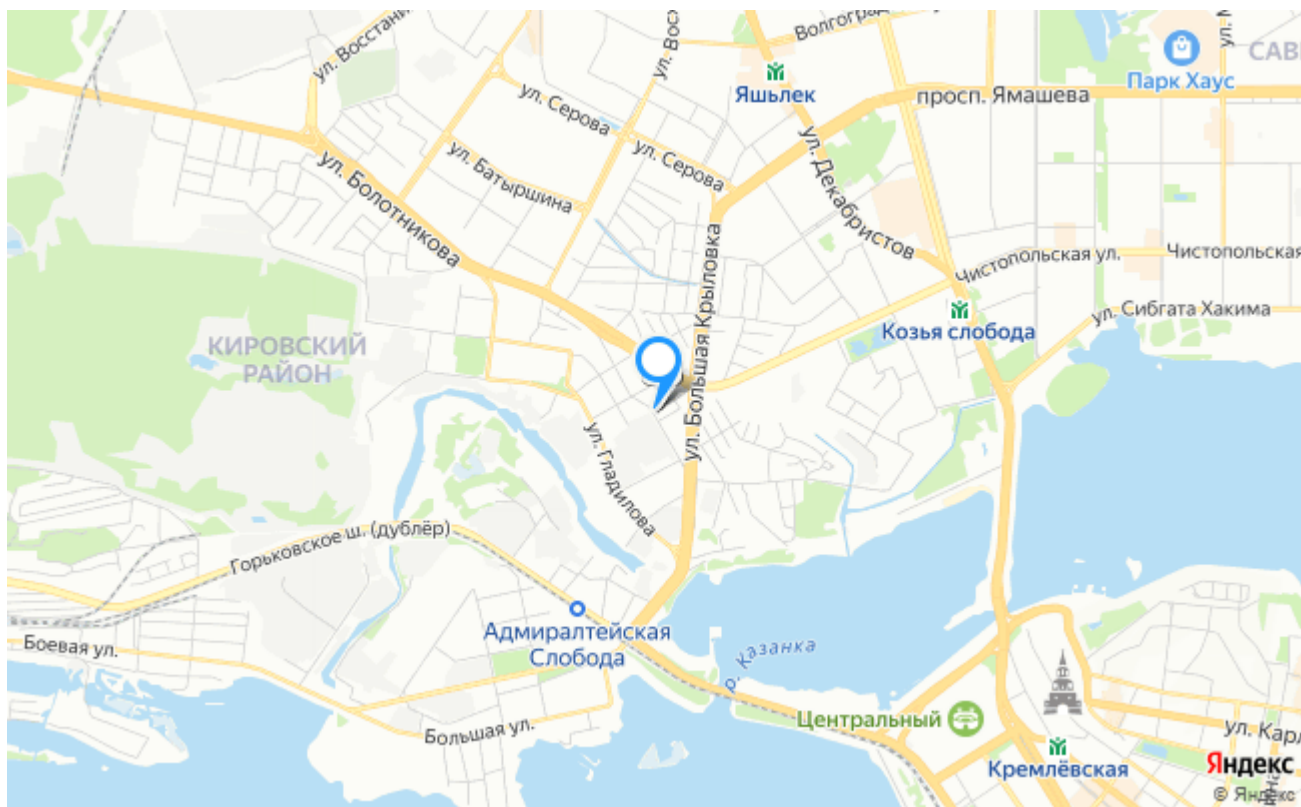 ул. Восстани
ул. Вос
Волгоград
Яшьлек
Парк Хаус
просп. Ямашева
ул. Серова
ул. Серова
ул. Батыршина
ул. Болотникова
ул. Декабристов
Чистопольская ул.
Чистопольская
ул. Большая Крыловка
Козья слобода
ул. Сибгата Хакима
КИРОВСКИЙ
РАЙОН
ул. Гладилова
Горьковское ш. (дублёр)
Адмиралтейская
Слобода
Боевая ул.
р. Казанка
Большая ул.
Центральный
ул. Карл
Кремлёвская
Яндекс
© Яндекс